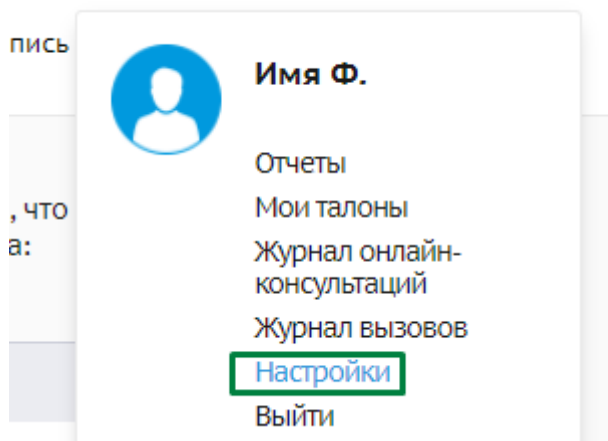 пись
Имя Ф.
Отчеты
, что
Мои талоны
а:
Журнал онлайн-
консультаций
Журнал вызовов
Настройки
Выйти